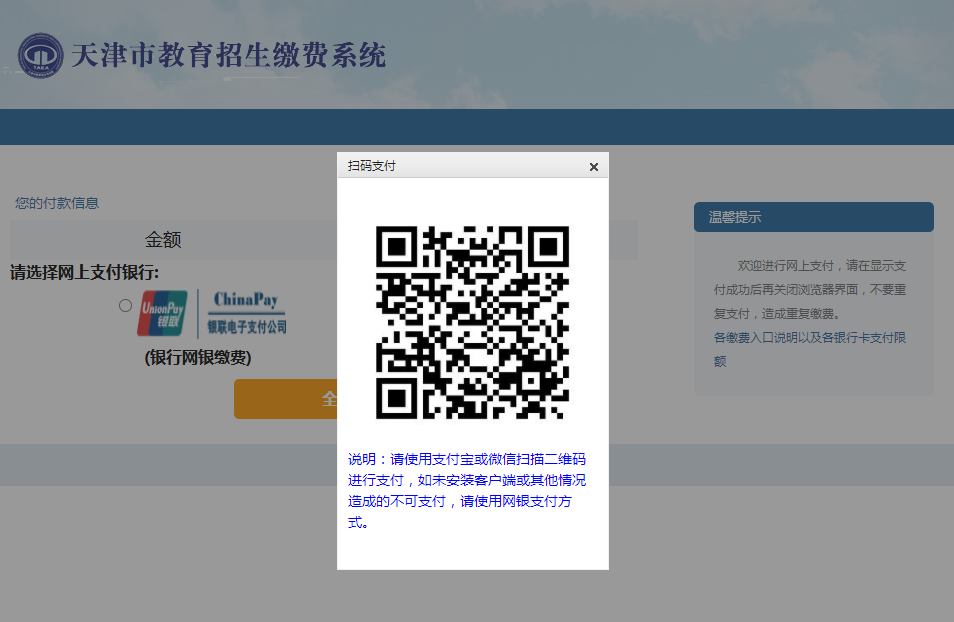 TAEA
天津市教育招生缴费系统
扫码支付
您的付款信息
金额
请选择网上支付银行:
UnionPay
银联
ChinaPay
银联电子支付公司
(银行网银缴费)
全
温馨提示
欢迎进行网上支付，请在显示支
付成功后再关闭浏览器界面，不要重
复支付，造成重复缴费。
各缴费入口说明以及各银行卡支付限
额
说明：请使用支付宝或微信扫描二维码
进行支付，如未安装客户端或其他情况
造成的不可支付，请使用网银支付方
式。